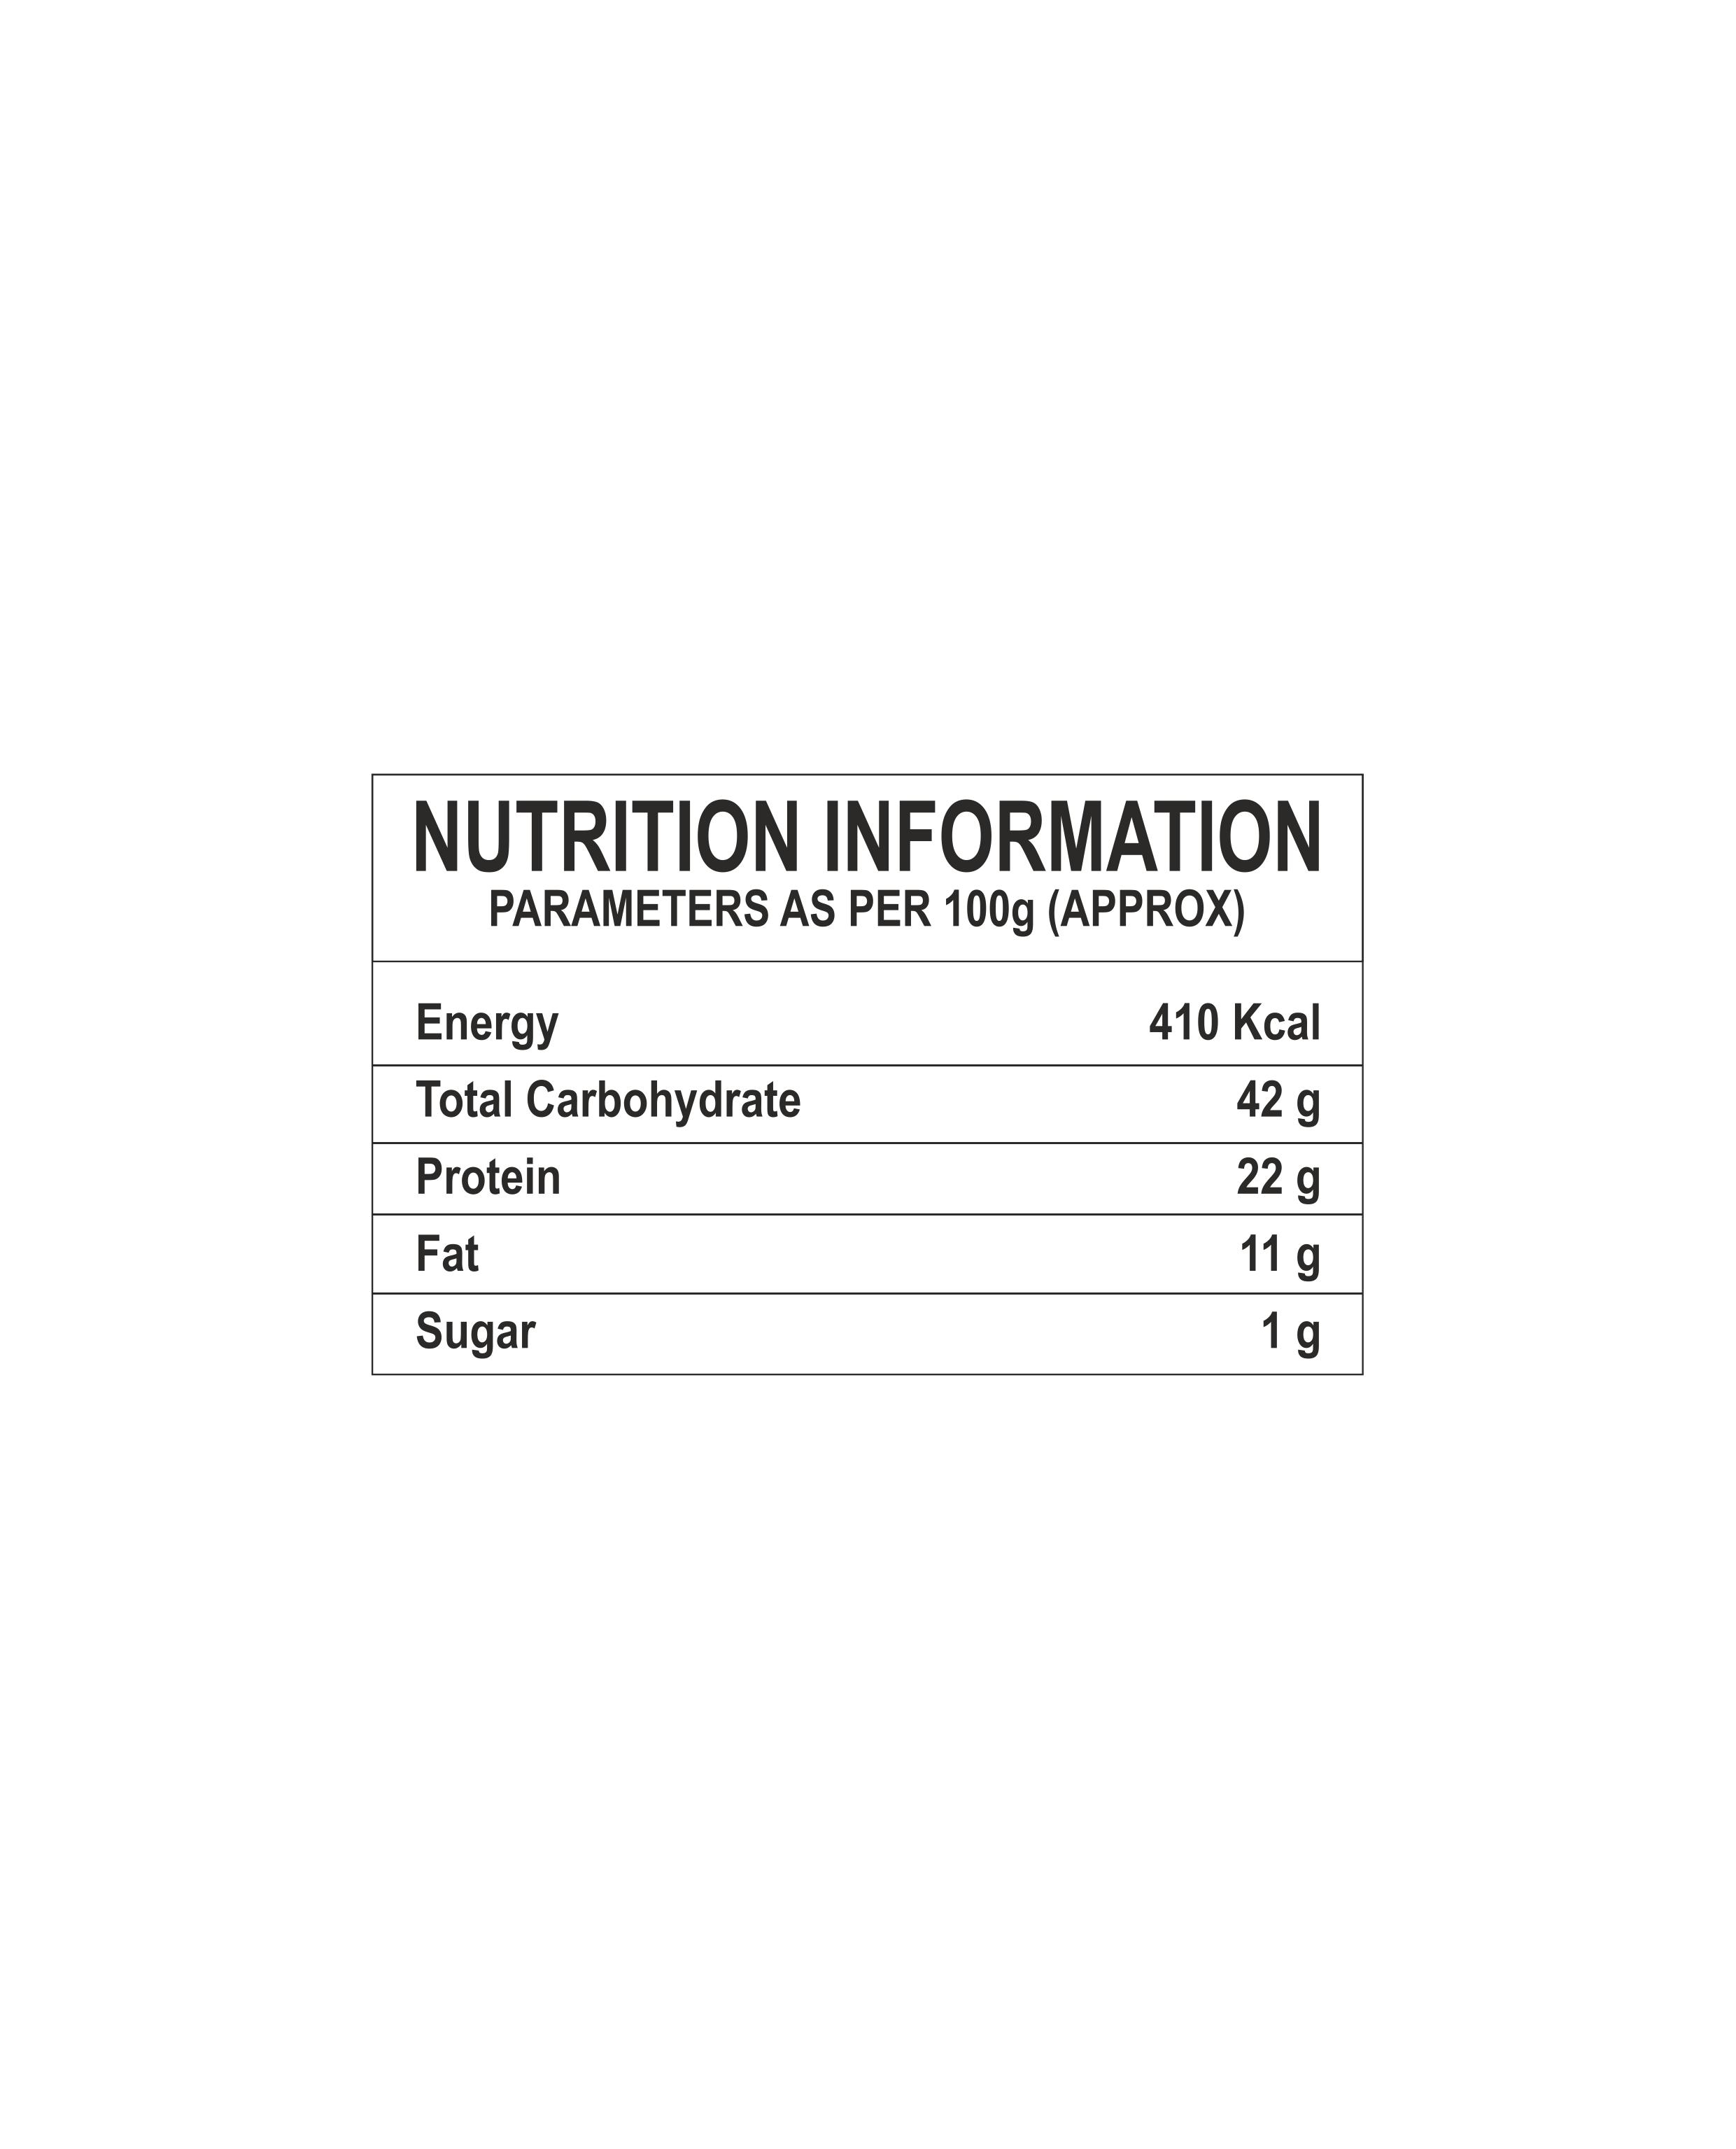 NUTRITION INFORMATION
PARAMETERS AS PER 100g (APPROX)
Energy 410 Kcal
Total Carbohydrate 42 g
Protein 22 g
Fat 11 g
Sugar 1 g